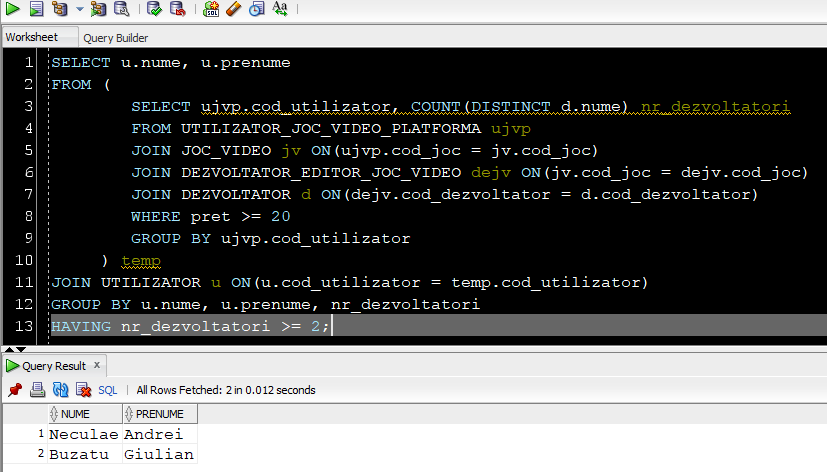 Worksheet Query Builder
1 SELECT u.nume, u.prenume
2 FROM (
3 SELECT ujvp.cod_utilizator, COUNT(DISTINCT d.nume) nr_dezvoltatori
4 FROM UTILIZATOR_JOC_VIDEO_PLATFORMA ujvp
5 JOIN JOC_VIDEO jv ON(ujvp.cod_joc = jv.cod_joc)
6 JOIN DEZVOLTATOR_EDITOR_JOC_VIDEO dejv ON(jv.cod_joc = dejv.cod_joc)
7 JOIN DEZVOLTATOR d ON(dejv.cod_dezvoltator = d.cod_dezvoltator)
8 WHERE pret >= 20
9 GROUP BY ujvp.cod_utilizator
10 ) temp
11 JOIN UTILIZATOR u ON(u.cod_utilizator = temp.cod_utilizator)
12 GROUP BY u.nume, u.prenume, nr_dezvoltatori
13 HAVING nr_dezvoltatori >= 2;
Query Result x
SQL | All Rows Fetched: 2 in 0.012 seconds
NUME PRENUME
1 Neculae Andrei
2 Buzatu Giulian